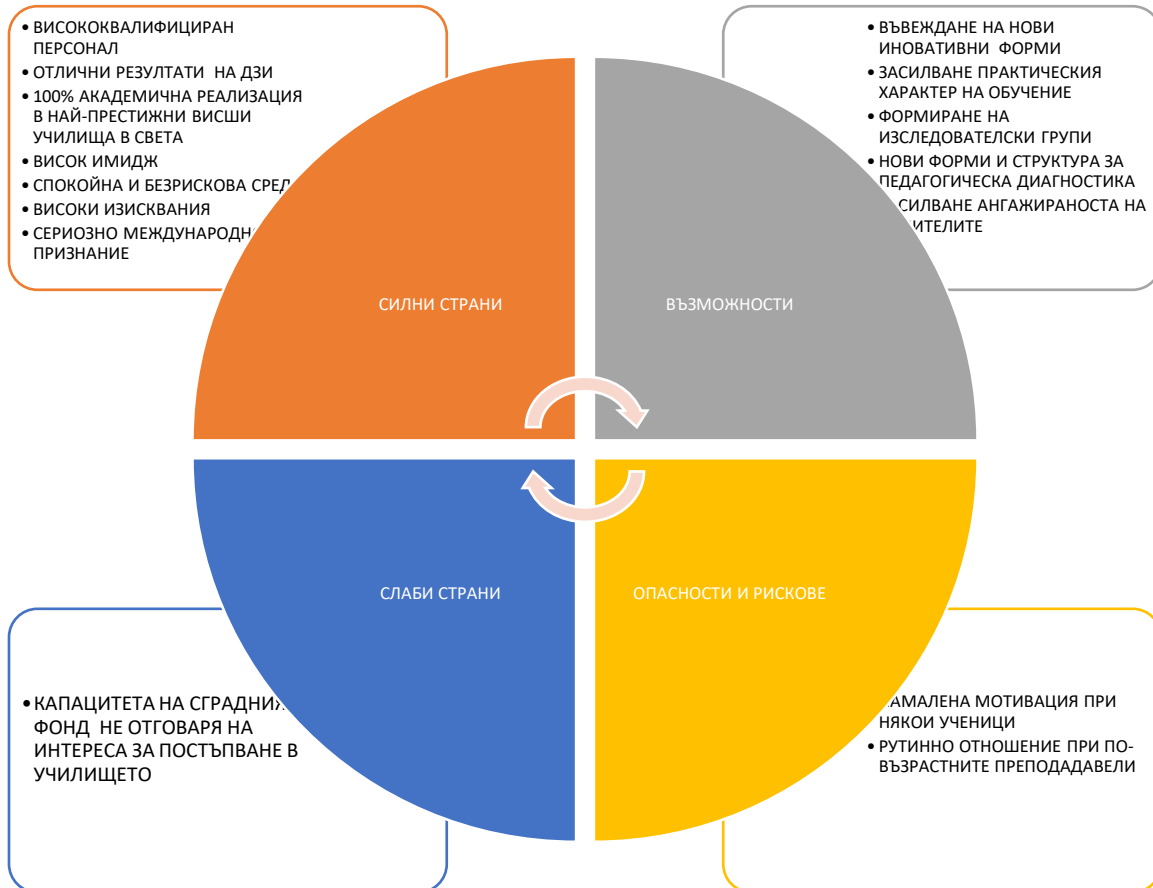 • ВИСОКОКВАЛИФИЦИРАН
ПЕРСОНАЛ
• ОТЛИЧНИ РЕЗУЛТАТИ НА ДЗИ
• 100% АКАДЕМИЧНА РЕАЛИЗАЦИЯ
В НАЙ-ПРЕСТИЖНИ ВИСШИ
УЧИЛИЩА В СВЕТА
• ВИСОК ИМИДЖ
• СПОКОЙНА И БЕЗРИСКОВА
• ВИСОКИ ИЗИСКВАНИЯ
• СЕРИОЗНО
ПРИЗНАНИЕ
• ВЪВЕЖДАНЕ НА НОВИ
ИНОВАТИВНИ ФОРМИ
• ЗАСИЛВАНЕ ПРАКТИЧЕСКИЯ
ХАРАКТЕР НА ОБУЧЕНИЕ
• ФОРМИРАНЕ НА
ИЗСЛЕДОВАТЕЛСКИ ГРУПИ
• НОВИ ФОРМИ И СТРУКТУРА ЗА
ПЕДАГОГИЧЕСКА ДИАГНОСТИКА
АНГАЖИРАНОСТА НА
СИЛНИ СТРАНИ
ВЪЗМОЖНОСТИ
СЛАБИ СТРАНИ
ОПАСНОСТИ И РИСКОВЕ
• КАПАЦИТЕТА НА
ФОНД НЕ ОТГОВАРЯ НА
ИНТЕРЕСА ЗА ПОСТЪПВАНЕ В
УЧИЛИЩЕТО
МОТИВАЦИЯ ПРИ
НЯКОИ УЧЕНИЦИ
• РУТИННО ОТНОШЕНИЕ ПРИ ПО-
ВЪЗРАСТНИТЕ ПРЕПОДАДАВЕЛИ